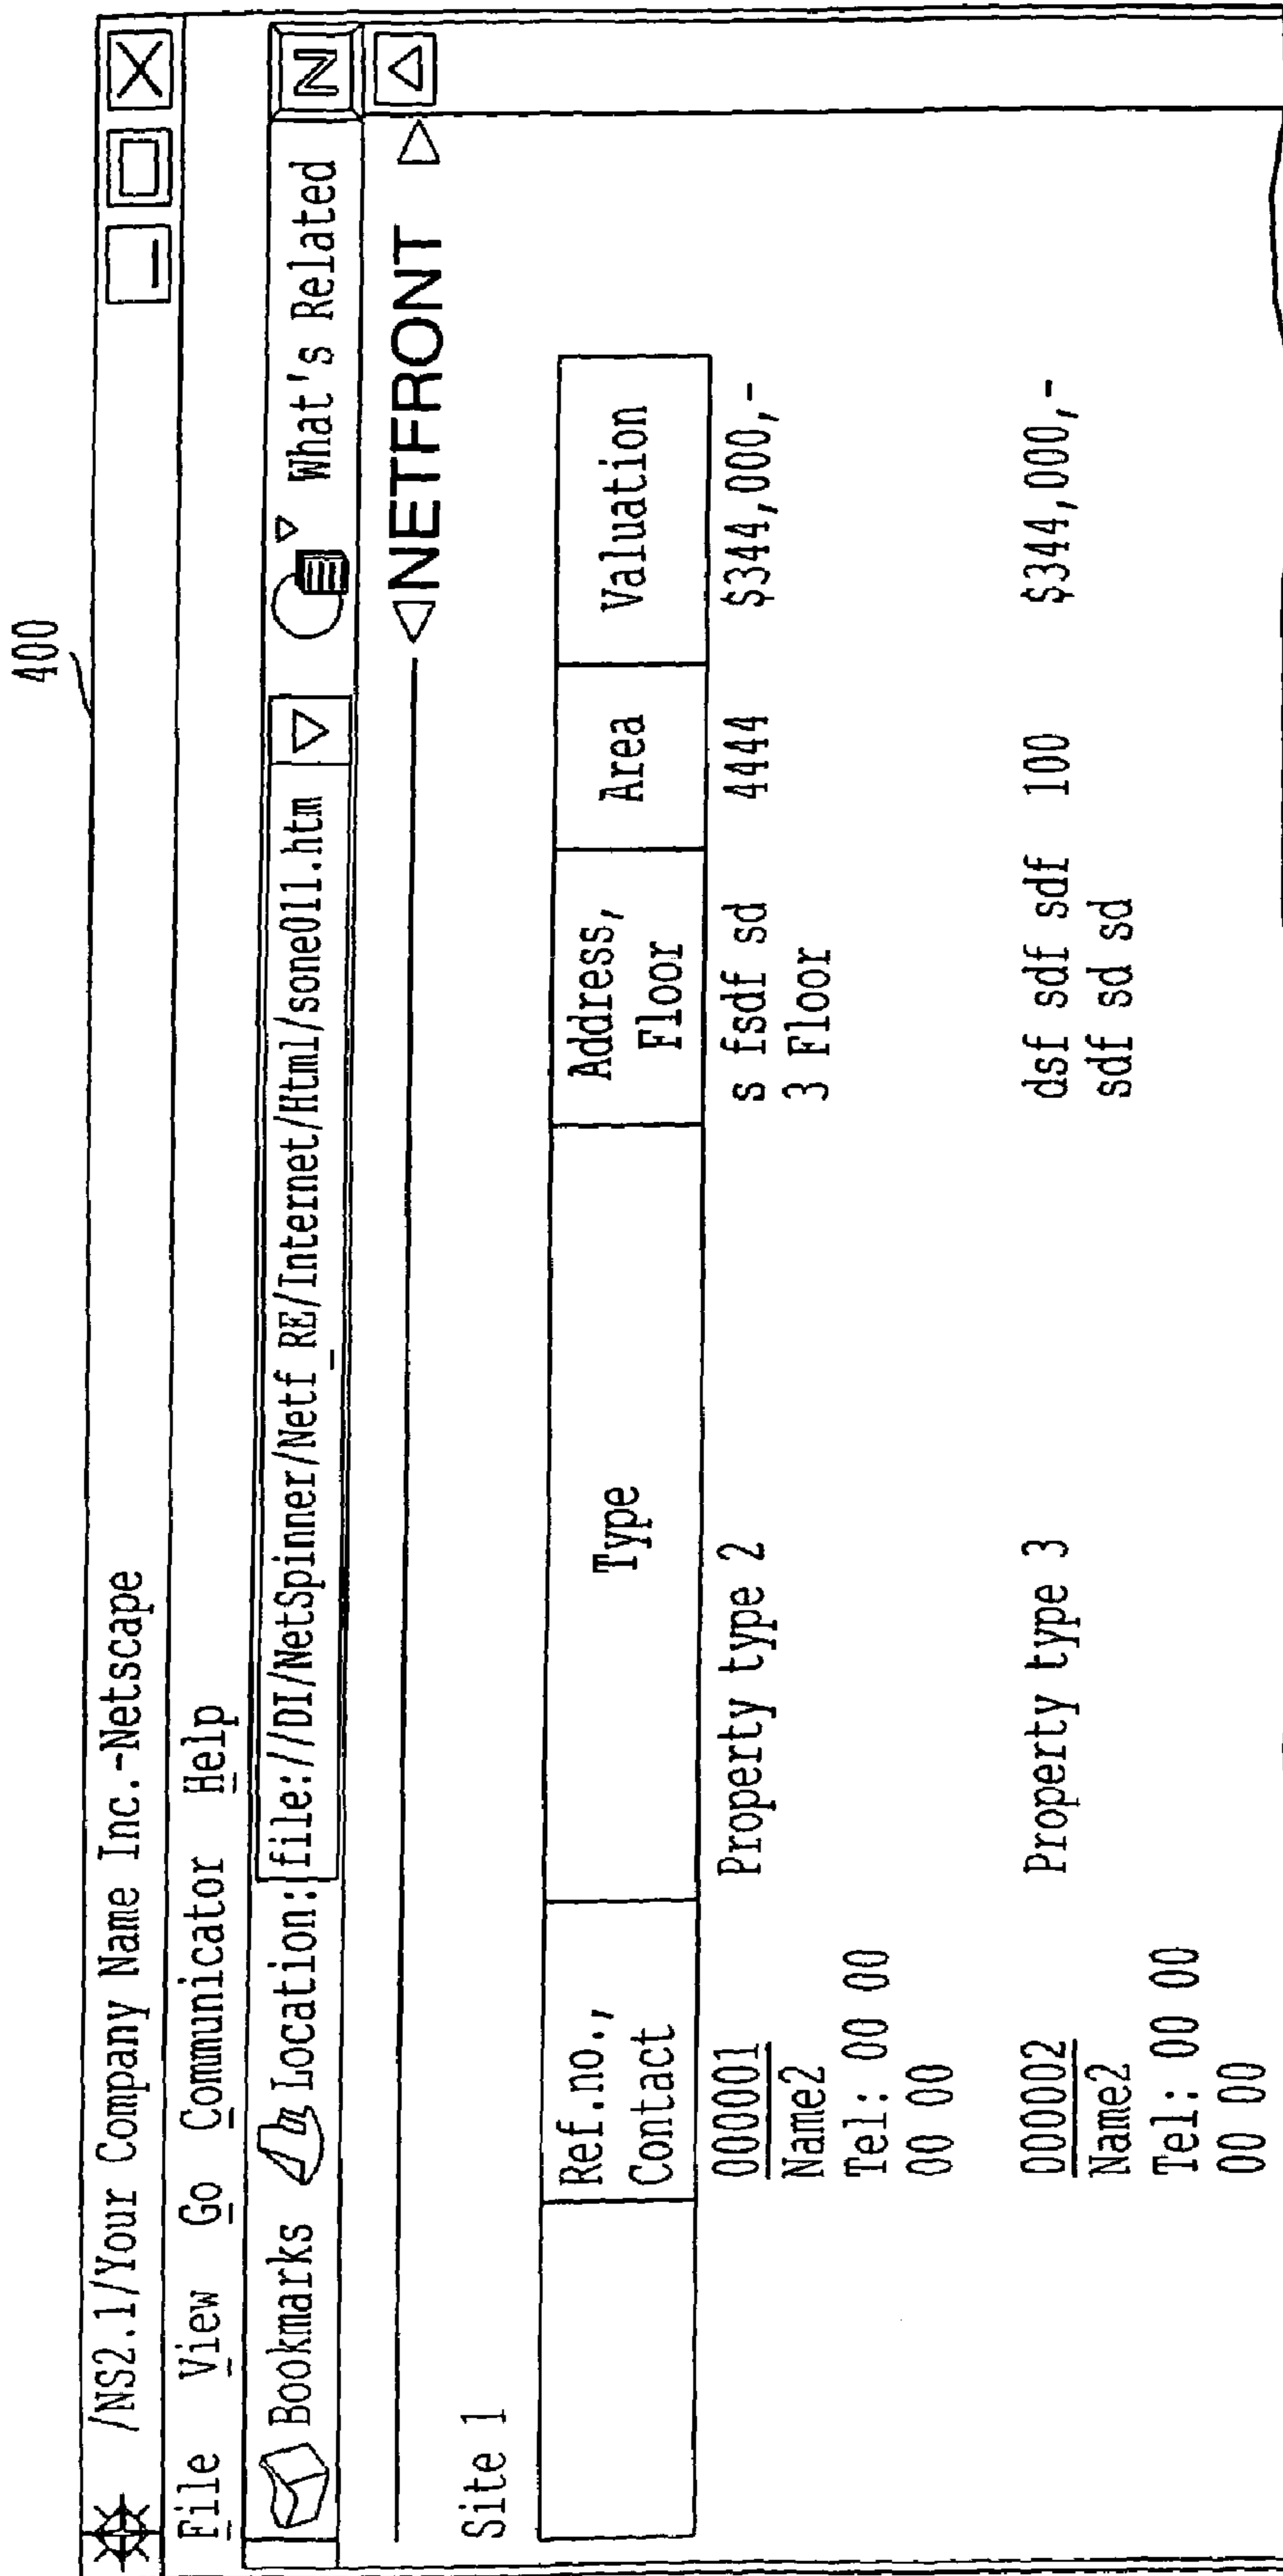 400
/NS2.1/Your Company Name Inc.-Netscape
File View Go Communicator Help
Bookmarks Location: file://DI/NetSpinner/Netf_RE/Internet/Html/sone011.htm What's Related N
NETFRONT
Site 1
Ref.no., Contact Type Address, Floor Area Valuation
000001 Property type 2 s fsdf sd 4444 $344,000,-
Name2 3 Floor
Tel: 00 00
00 00
000002 Property type 3 dsf sdf sdf 100 $344,000,-
Name2 sdf sd sd
Tel: 00 00
00 00